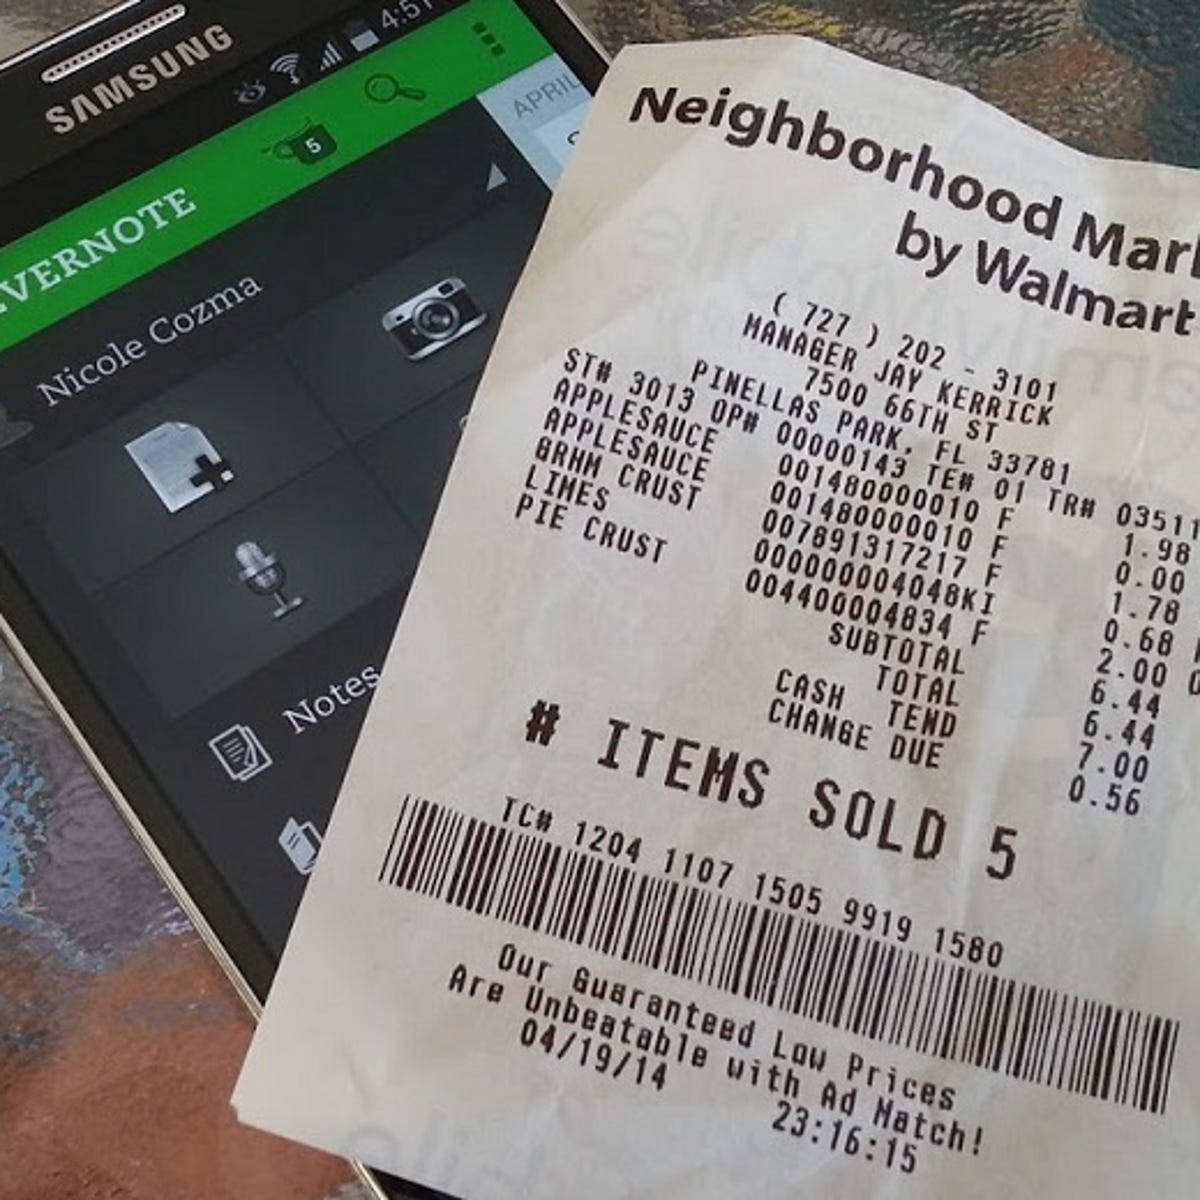 SAMSUNG
4:51
APRIL
5
EVERNOTE
Nicole Cozma
Notes
Neighborhood Mar
by Walmart
( 727 ) 202 - 3101
MANAGER JAY KERRICK
7500 66TH ST
PINELLAS PARK, FL 33781
ST# 3013 OP# 00000143 TE# 01 TR# 03511
APPLESAUCE 001480000010 F 1.98
APPLESAUCE 001480000010 F 0.00
GRHM CRUST 007891317217 F 1.78
LIMES 000000004048KI 0.68
PIE CRUST 004400004834 F 2.00
SUBTOTAL 6.44
TOTAL 6.44
CASH TEND 7.00
CHANGE DUE 0.56
# ITEMS SOLD 5
TC# 1204 1107 1505 9919 1580
Our Guaranteed Low Prices
Are Unbeatable with Ad Match!
04/19/14 23:16:15